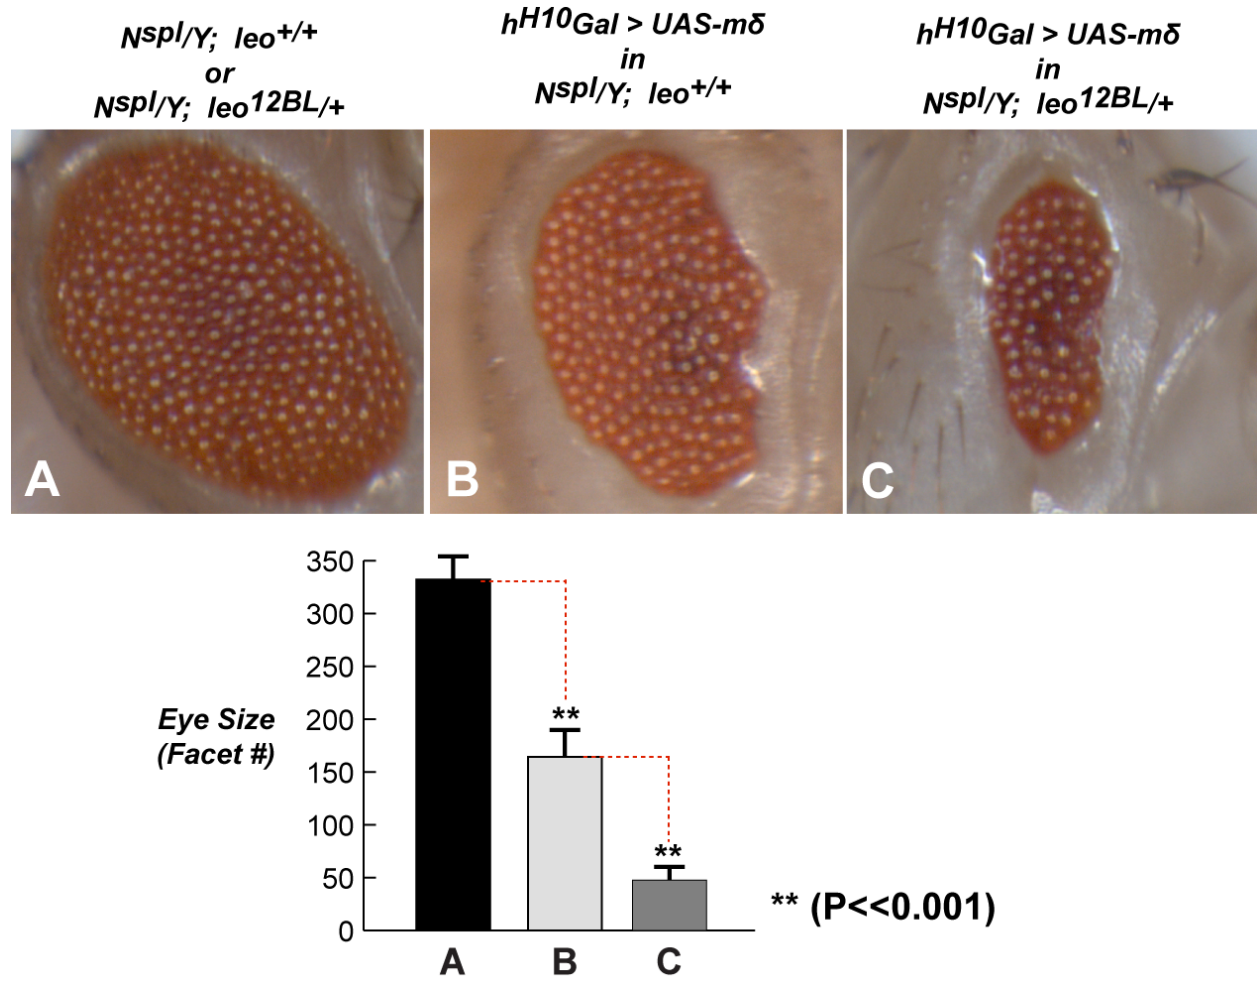 Nspl/Y; leo+/+
or
Nspl/Y; leo12BL/+
hH10Gal > UAS-mδ
in
Nspl/Y; leo+/+
hH10Gal > UAS-mδ
in
Nspl/Y; leo12BL/+
A
B
C
350
300
250
200
150
100
50
0
Eye Size
(Facet #)
**
**
** (P<<0.001)
A B C